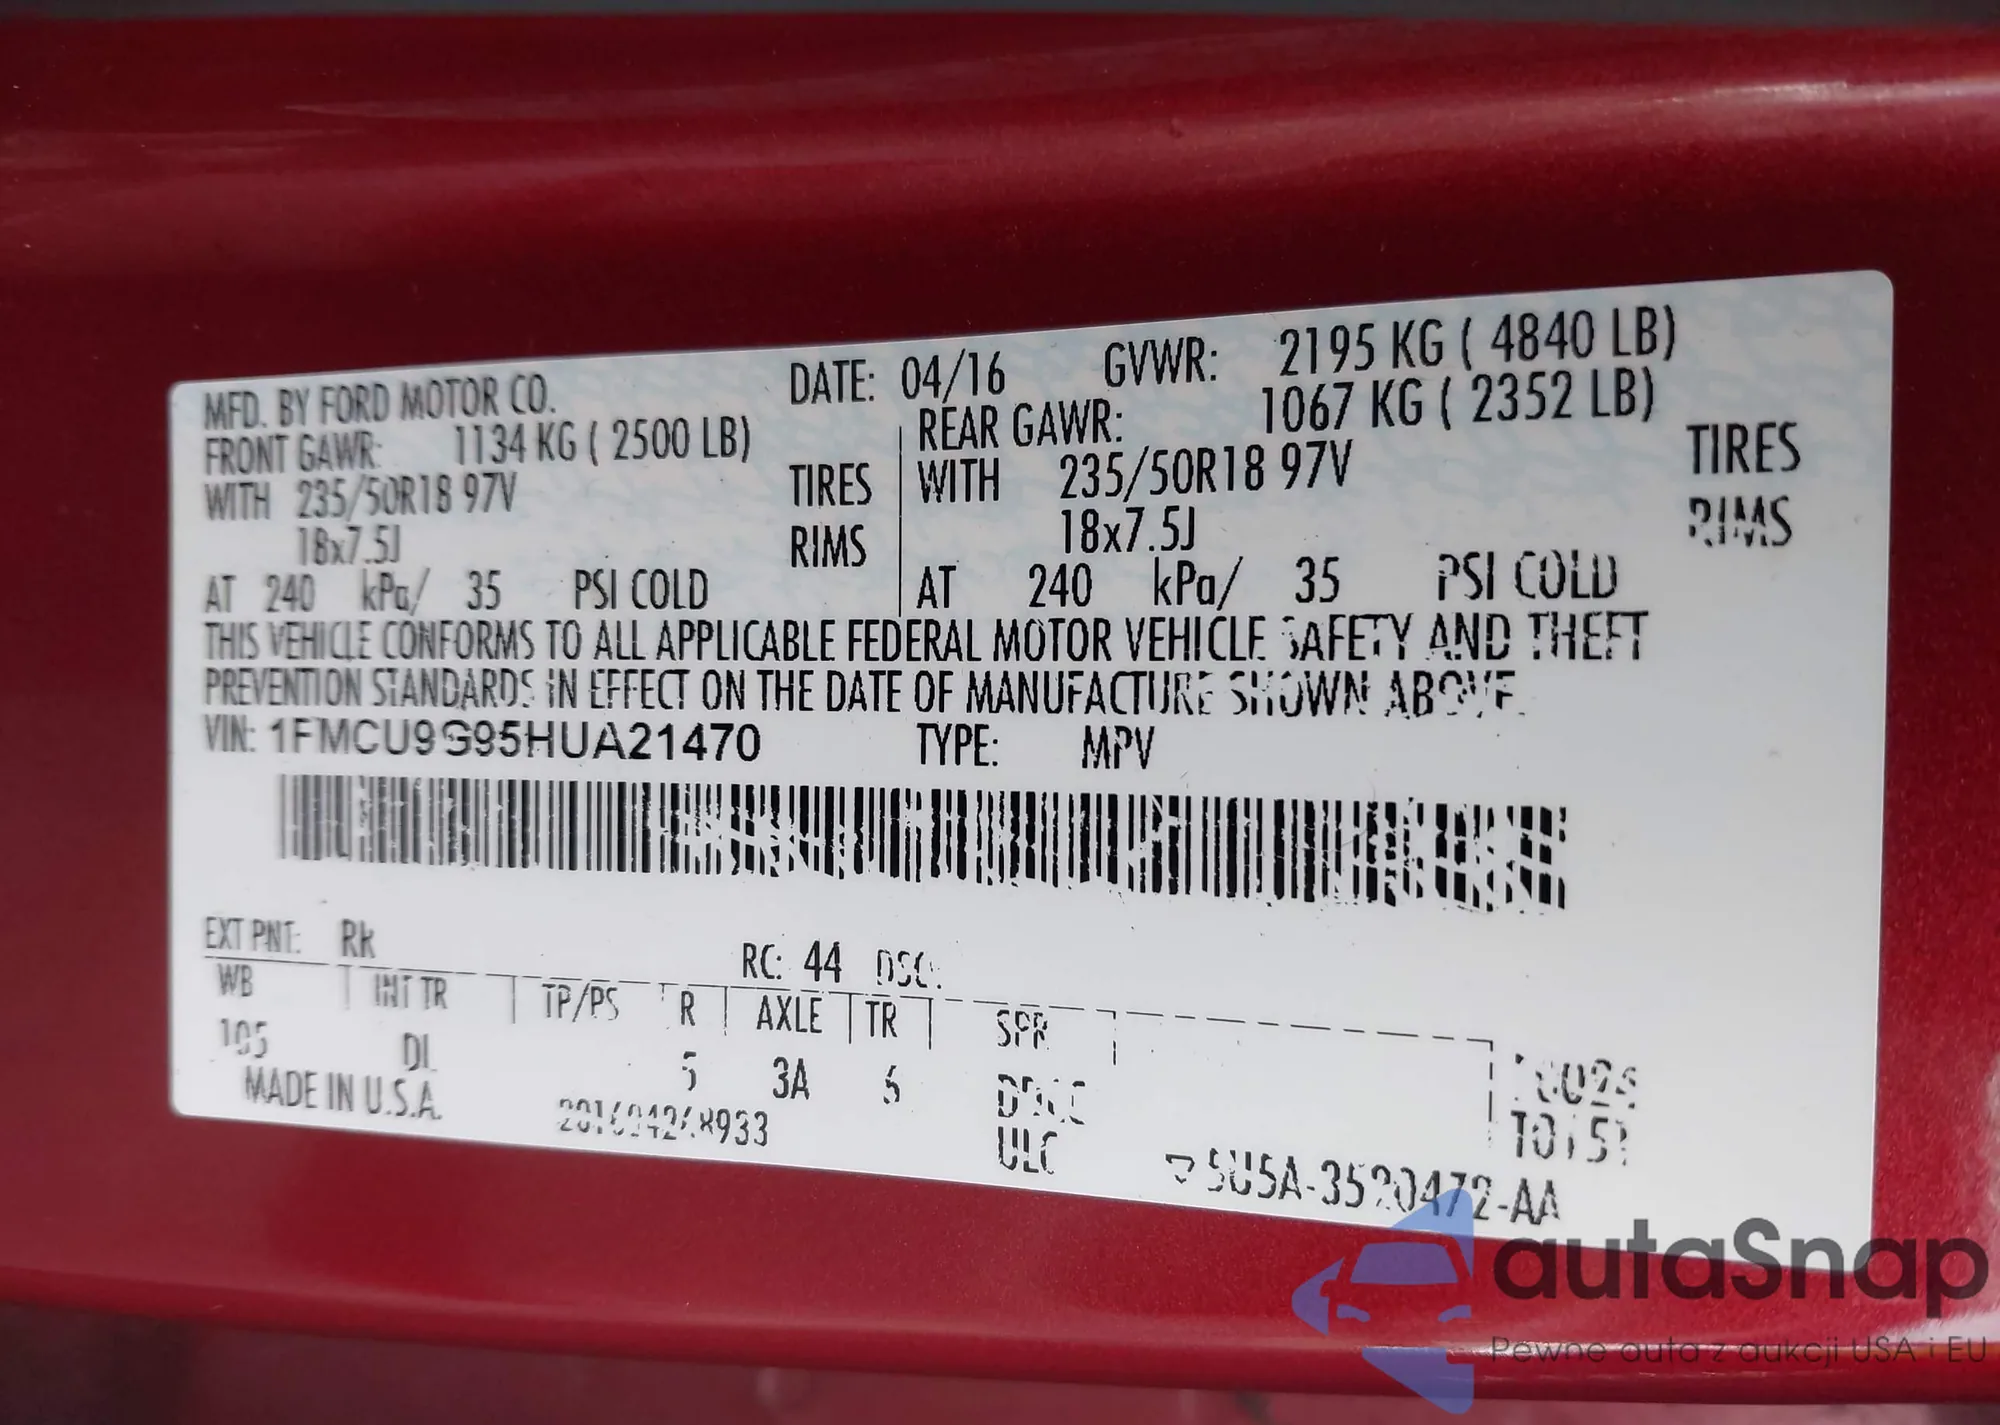 MFD. BY FORD MOTOR CO. DATE: 04/16 GVWR: 2195 KG ( 4840 LB)
FRONT GAWR: 1134 KG ( 2500 LB) REAR GAWR: 1067 KG ( 2352 LB)
WITH 235/50R18 97V TIRES WITH 235/50R18 97V TIRES
18x7.5J RIMS 18x7.5J RIMS
AT 240 kPa/ 35 PSI COLD AT 240 kPa/ 35 PSI COLD
THIS VEHICLE CONFORMS TO ALL APPLICABLE FEDERAL MOTOR VEHICLE SAFETY AND THEFT
PREVENTION STANDARDS IN EFFECT ON THE DATE OF MANUFACTURE SHOWN ABOVE.
VIN: 1FMCU9G95HUA21470 TYPE: MPV
EXT PNT: RR RC: 44 DSO:
WB INT TR TP/PS R AXLE TR SPR
105 DL 5 3A 6
MADE IN U.S.A. ULC
5U5A-3520472-AA
autaSnap
Pewne auta z aukcji USA i EU